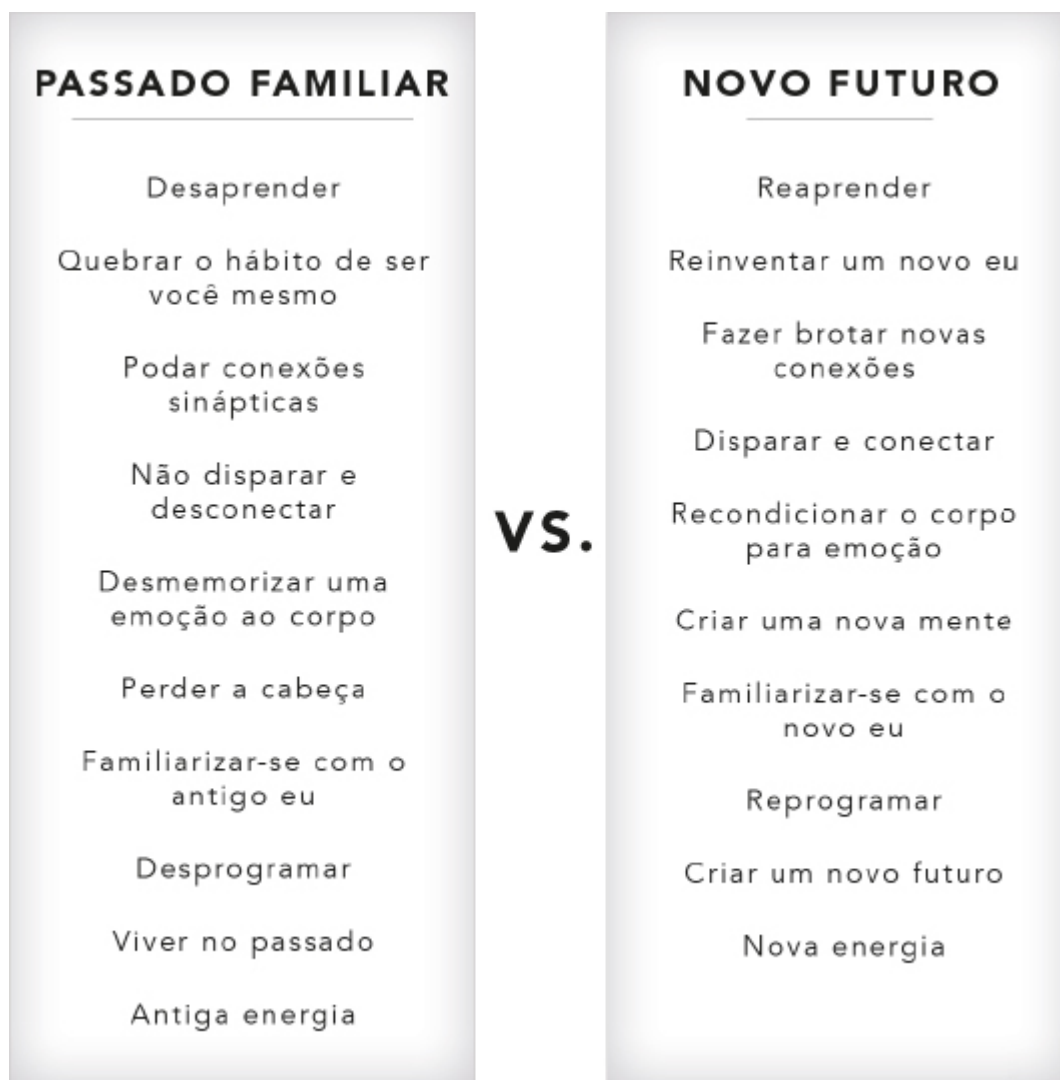 PASSADO FAMILIAR
Desaprender
Quebrar o hábito de ser
você mesmo
Podar conexões
sinápticas
Não disparar e
desconectar
Desmemorizar uma
emoção ao corpo
Perder a cabeça
Familiarizar-se com o
antigo eu
Desprogramar
Viver no passado
Antiga energia
VS.
NOVO FUTURO
Reaprender
Reinventar um novo eu
Fazer brotar novas
conexões
Disparar e conectar
Recondicionar o corpo
para emoção
Criar uma nova mente
Familiarizar-se com o
novo eu
Reprogramar
Criar um novo futuro
Nova energia